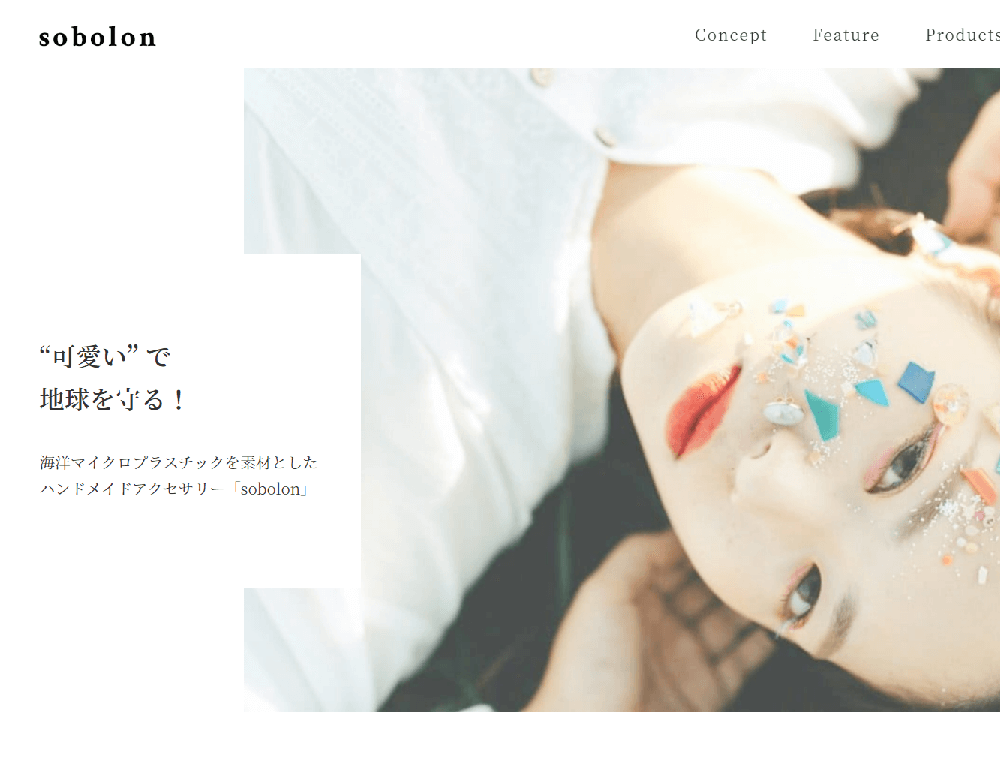 sobolon
Concept
Feature
Products
“可愛い” で
地球を守る！
海洋マイクロプラスチックを素材とした
ハンドメイドアクセサリー「sobolon」